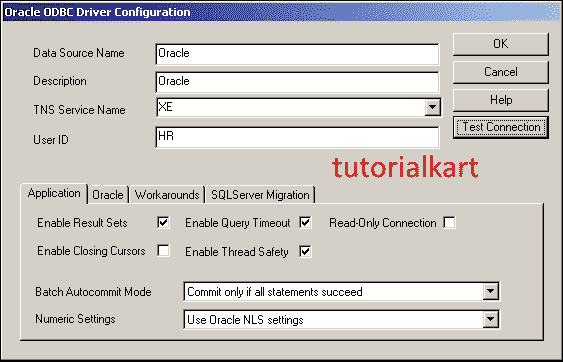 Oracle ODBC Driver Configuration
Data Source Name Oracle OK
Description Oracle Cancel
TNS Service Name XE Help
User ID HR Test Connection
tutorialkart
Application Oracle Workarounds SQLServer Migration
Enable Result Sets Enable Query Timeout Read-Only Connection
Enable Closing Cursors Enable Thread Safety
Batch Autocommit Mode Commit only if all statements succeed
Numeric Settings Use Oracle NLS settings